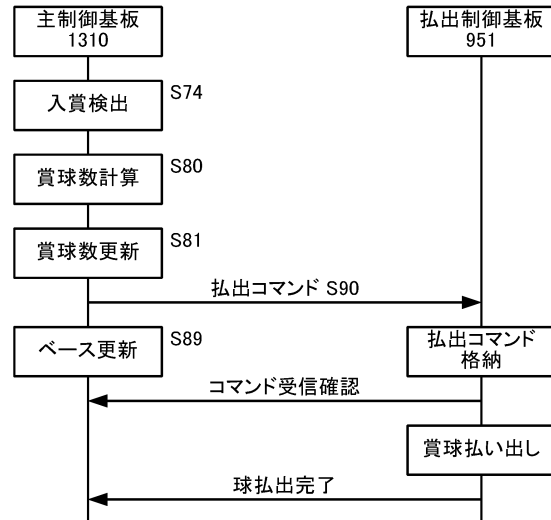 主制御基板
1310
払出制御基板
951
入賞検出
S74
賞球数計算
S80
賞球数更新
S81
払出コマンド S90
ベース更新
S89
払出コマンド
格納
コマンド受信確認
賞球払い出し
球払出完了